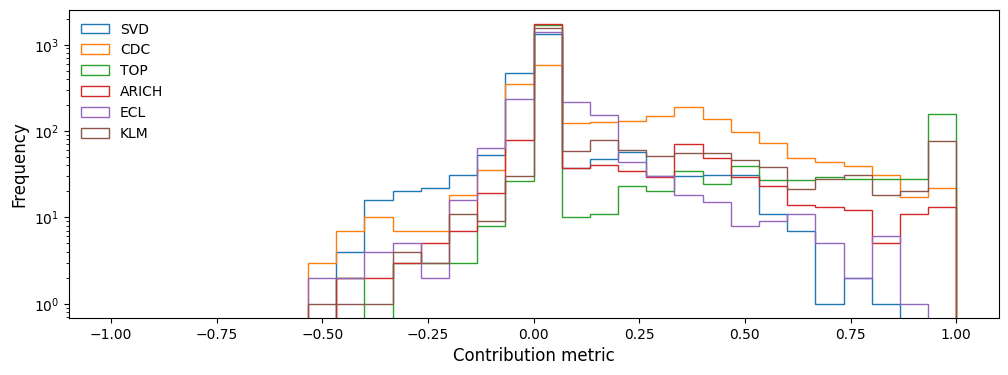 SVD
CDC
TOP
ARICH
ECL
KLM
Frequency
10³
10²
10¹
10⁰
−1.00 −0.75 −0.50 −0.25 0.00 0.25 0.50 0.75 1.00
Contribution metric